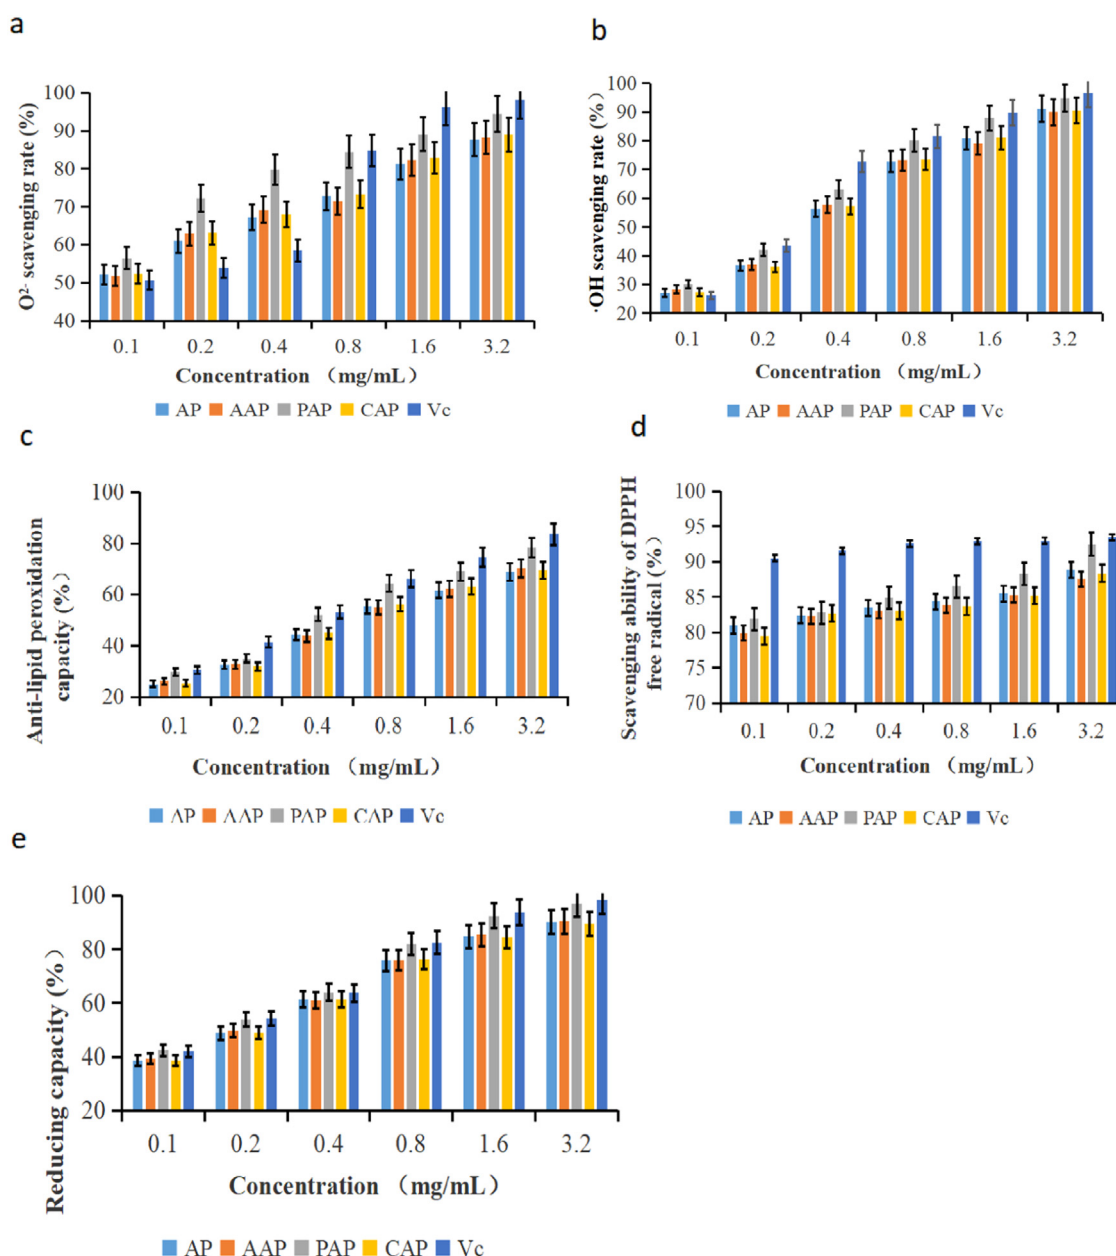 a
O²⁻ scavenging rate (%)
100
90
80
70
60
50
40
0.1 0.2 0.4 0.8 1.6 3.2
Concentration （mg/mL）
AP AAP PAP CAP Vc
b
·OH scavenging rate (%)
100
90
80
70
60
50
40
30
20
0.1 0.2 0.4 0.8 1.6 3.2
Concentration （mg/mL）
AP AAP PAP CAP Vc
c
Anti-lipid peroxidation
capacity (%)
100
80
60
40
20
0.1 0.2 0.4 0.8 1.6 3.2
Concentration （mg/mL）
AP AAP PAP CAP Vc
d
Scavenging ability of DPPH
free radical (%)
100
95
90
85
80
75
70
0.1 0.2 0.4 0.8 1.6 3.2
Concentration （mg/mL）
AP AAP PAP CAP Vc
e
Reducing capacity (%)
100
80
60
40
20
0.1 0.2 0.4 0.8 1.6 3.2
Concentration （mg/mL）
AP AAP PAP CAP Vc